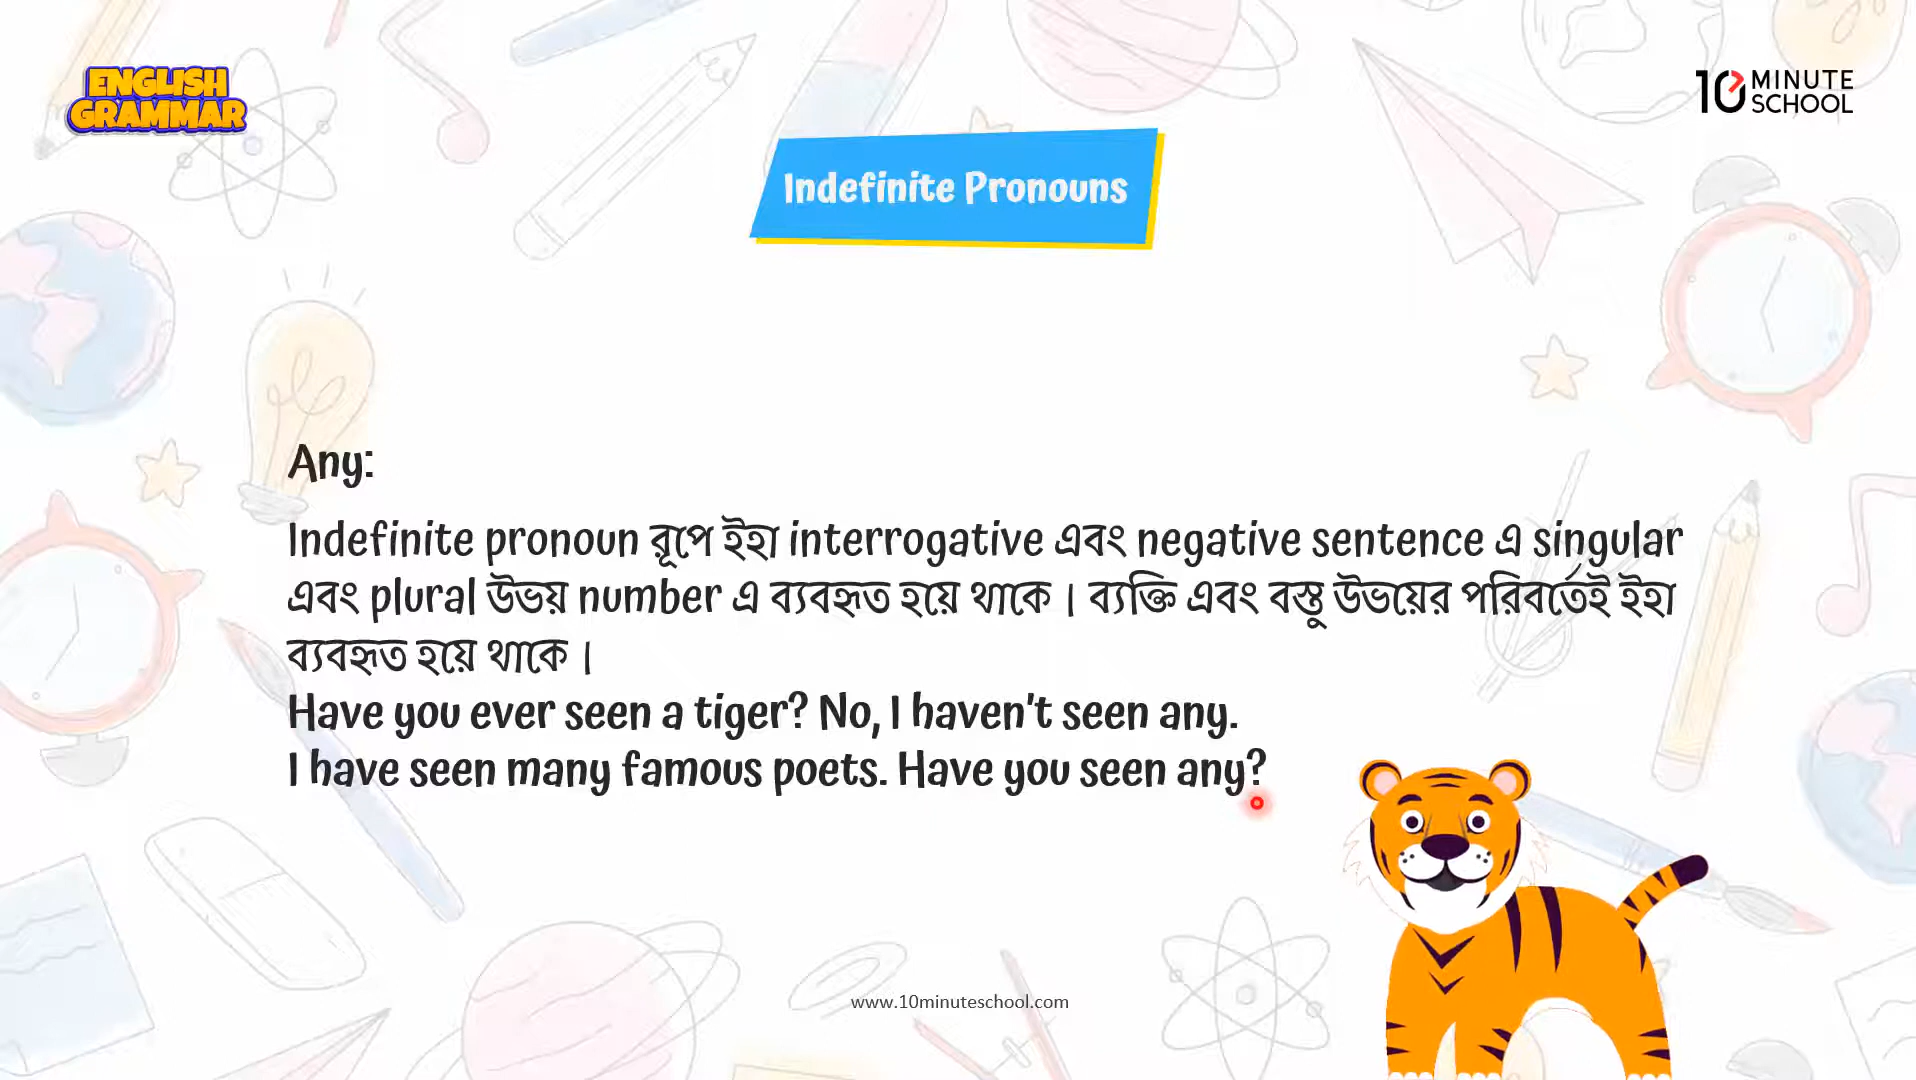 ENGLISH
GRAMMAR
10 MINUTE
SCHOOL
Indefinite Pronouns
Any:
Indefinite pronoun রূপে ইহা interrogative এবং negative sentence এ singular
এবং plural উভয় number এ ব্যবহৃত হয়ে থাকে । ব্যক্তি এবং বস্তু উভয়ের পরিবর্তেই ইহা
ব্যবহৃত হয়ে থাকে ।
Have you ever seen a tiger? No, I haven't seen any.
I have seen many famous poets. Have you seen any?
www.10minuteschool.com